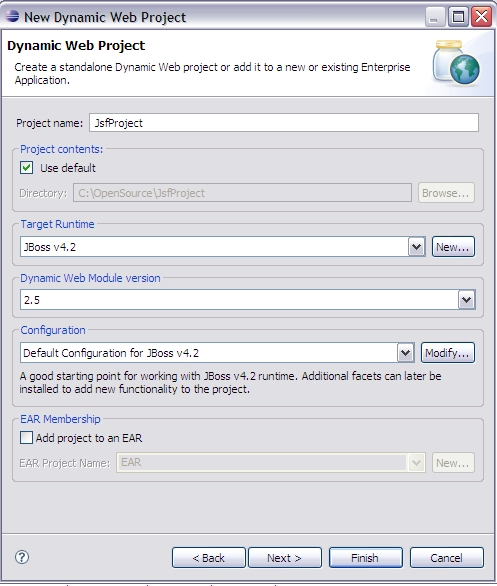 New Dynamic Web Project
Dynamic Web Project
Create a standalone Dynamic Web project or add it to a new or existing Enterprise
Application.
Project name: JsfProject
Project contents:
Use default
Directory: C:\OpenSource\JsfProject Browse...
Target Runtime
JBoss v4.2 New...
Dynamic Web Module version
2.5
Configuration
Default Configuration for JBoss v4.2 Modify...
A good starting point for working with JBoss v4.2 runtime. Additional facets can later be
installed to add new functionality to the project.
EAR Membership
Add project to an EAR
EAR Project Name: EAR New...
? < Back Next > Finish Cancel